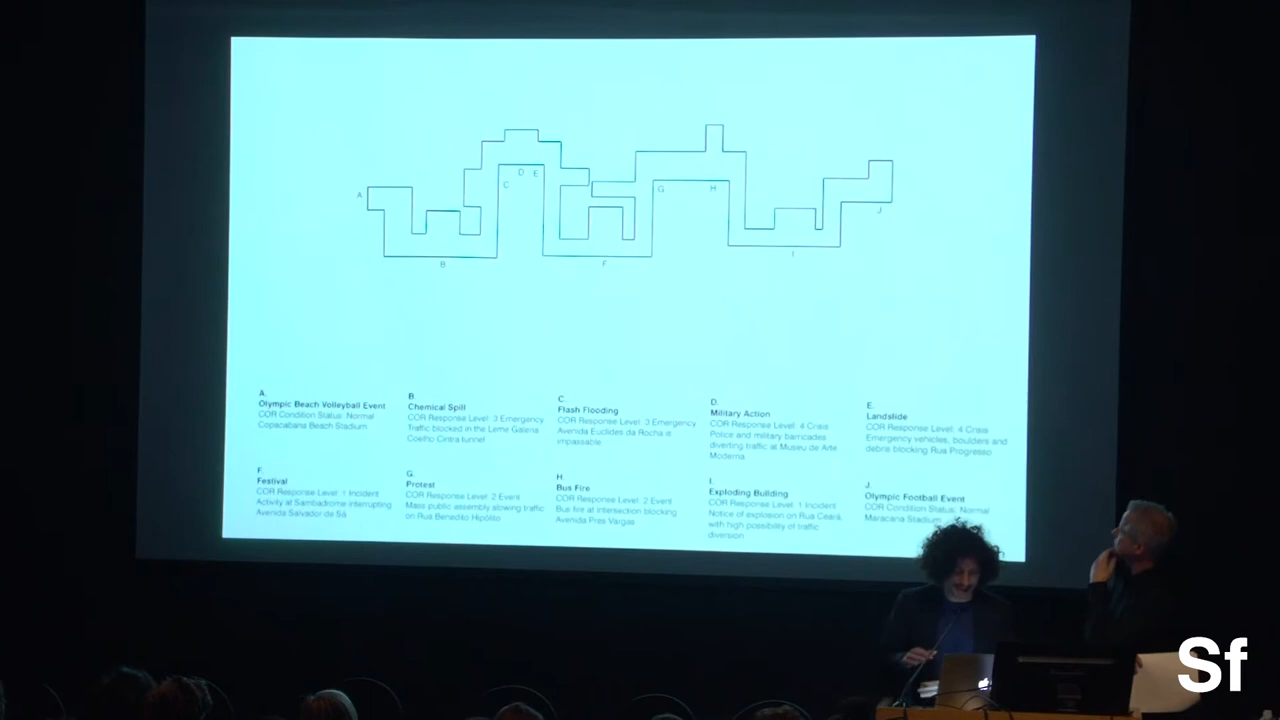 A
B
C
D
E
F
G
H
I
J
A.
Olympic Beach Volleyball Event
COR Condition Status: Normal
Copacabana Beach Stadium
B.
Chemical Spill
COR Response Level: 3 Emergency
Traffic blocked in the Leme Galeria
Coelho Cintra tunnel
C.
Flash Flooding
COR Response Level: 3 Emergency
Avenida Euclides da Rocha is
impassable
D.
Military Action
COR Response Level: 4 Crisis
Police and military barricades
diverting traffic at Museu de Arte
Moderna
E.
Landslide
COR Response Level: 4 Crisis
Emergency vehicles, boulders and
debris blocking Rua Progresso
F.
Festival
COR Response Level: 1 Incident
Activity at Sambadrome interrupting
Avenida Salvador de Sá
G.
Protest
COR Response Level: 2 Event
Mass public assembly slowing traffic
on Rua Benedito Hipólito
H.
Bus Fire
COR Response Level: 2 Event
Bus fire at intersection blocking
Avenida Pres Vargas
I.
Exploding Building
COR Response Level: 1 Incident
Notice of explosion on Rua Ceará,
with high possibility of traffic
diversion
J.
Olympic Football Event
COR Condition Status: Normal
Maracana Stadium
Sf